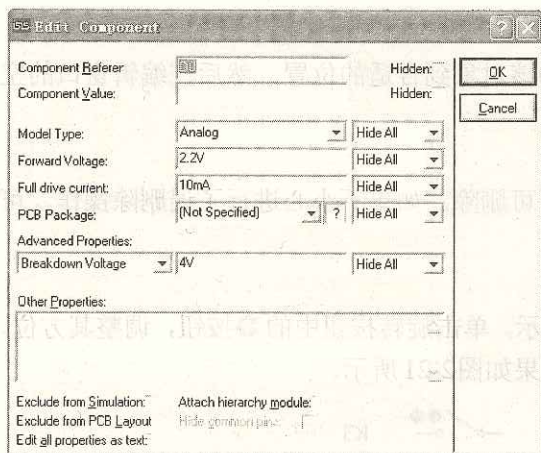 ISIS Edit Component
Component Referer
Hidden:
OK
Component Value:
Hidden:
Cancel
Model Type: Analog Hide All
Forward Voltage: 2.2V Hide All
Full drive current: 10mA Hide All
PCB Package: (Not Specified) ? Hide All
Advanced Properties:
Breakdown Voltage 4V Hide All
Other Properties:
Exclude from Simulation: Attach hierarchy module:
Exclude from PCB Layout Hide common pins:
Edit all properties as text: